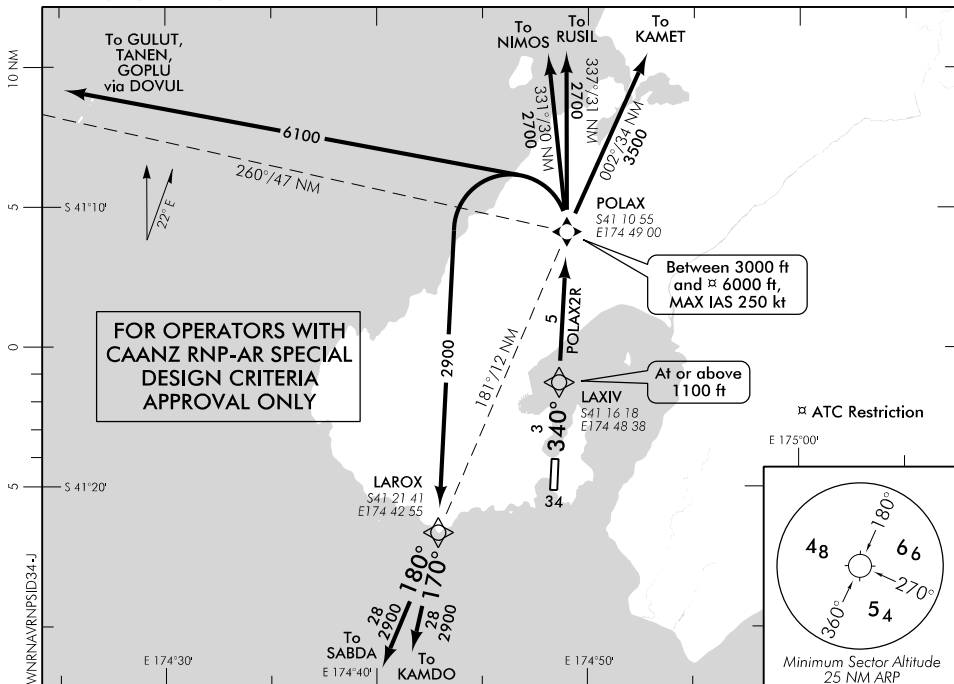 To GULUT,
TANEN,
GOPLU
via DOVUL
To
NIMOS
To
RUSIL
To
KAMET
10 NM
6100
331°/30 NM
2700
337°/31 NM
2700
002°/34 NM
3500
260°/47 NM
22° E
5
S 41°10'
POLAX
S41 10 55
E174 49 00
Between 3000 ft
and ¤ 6000 ft,
MAX IAS 250 kt
5
POLAX2R
FOR OPERATORS WITH
CAANZ RNP-AR SPECIAL
DESIGN CRITERIA
APPROVAL ONLY
0
2900
181°/12 NM
At or above
1100 ft
LAXIV
S41 16 18
E174 48 38
3
340°
34
¤ ATC Restriction
E 175°00'
LAROX
S41 21 41
E174 42 55
5
S 41°20'
180°
170°
28
2900
28
2900
To
SABDA
To
KAMDO
E 174°30'
E 174°40'
E 174°50'
WNRNAVRNPSID34-J
180°
48
66
270°
54
360°
Minimum Sector Altitude
25 NM ARP